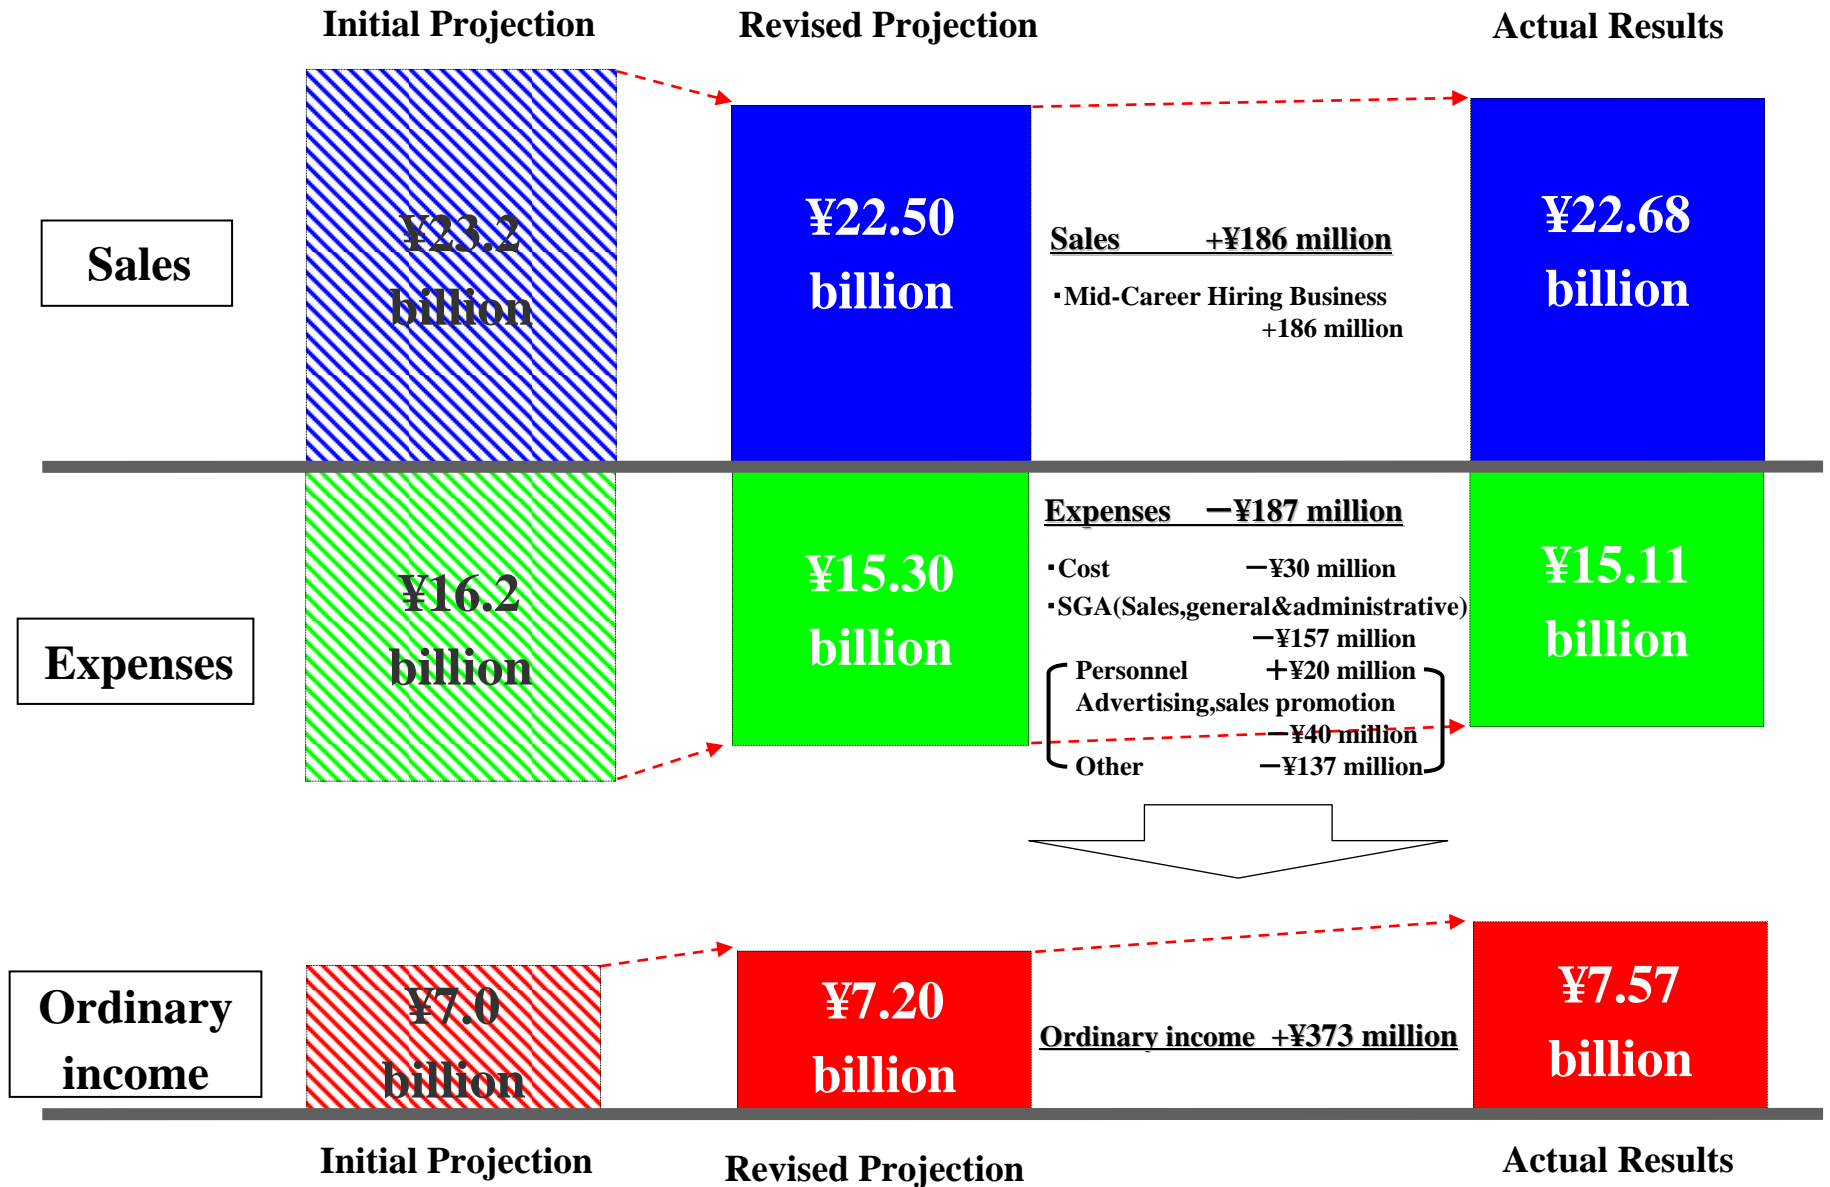 Initial Projection
Revised Projection
Actual Results
Sales
¥23.2
billion
¥22.50
billion
Sales +¥186 million
・Mid-Career Hiring Business
+186 million
¥22.68
billion
Expenses
¥16.2
billion
¥15.30
billion
Expenses －¥187 million
・Cost －¥30 million
・SGA(Sales,general&administrative)
－¥157 million
Personnel ＋¥20 million
Advertising,sales promotion
－¥40 million
Other －¥137 million
¥15.11
billion
Ordinary
income
¥7.0
billion
¥7.20
billion
Ordinary income +¥373 million
¥7.57
billion
Initial Projection
Revised Projection
Actual Results